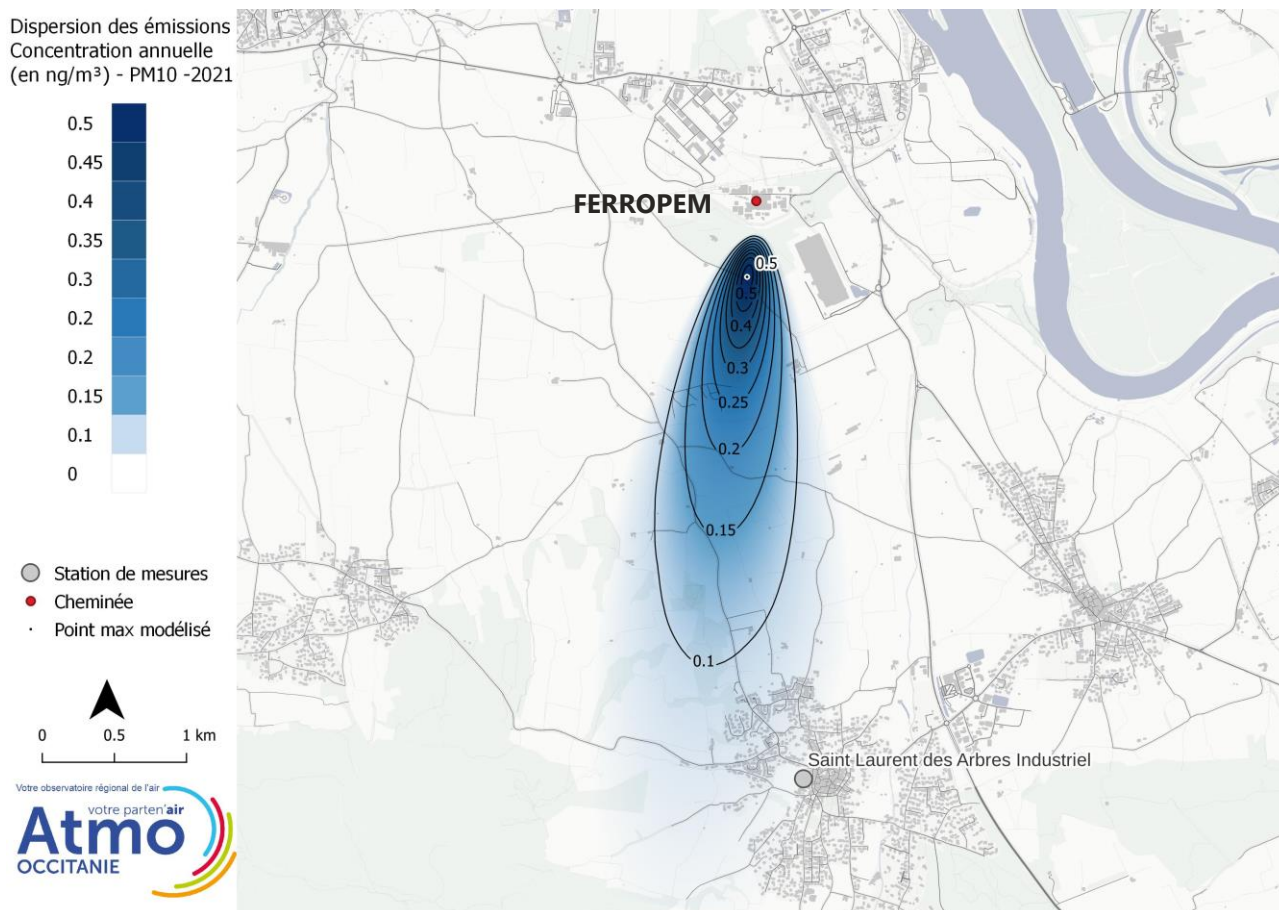 Dispersion des émissions
Concentration annuelle
(en ng/m³) - PM10 -2021
0.5
0.45
0.4
0.35
0.3
0.2
0.2
0.15
0.1
0
Station de mesures
Cheminée
Point max modélisé
0 0.5 1 km
Votre observatoire régional de l'air
votre parten'air
Atmo
OCCITANIE
FERROPEM
0.5
0.5
0.4
0.3
0.25
0.2
0.15
0.1
Saint Laurent des Arbres Industriel